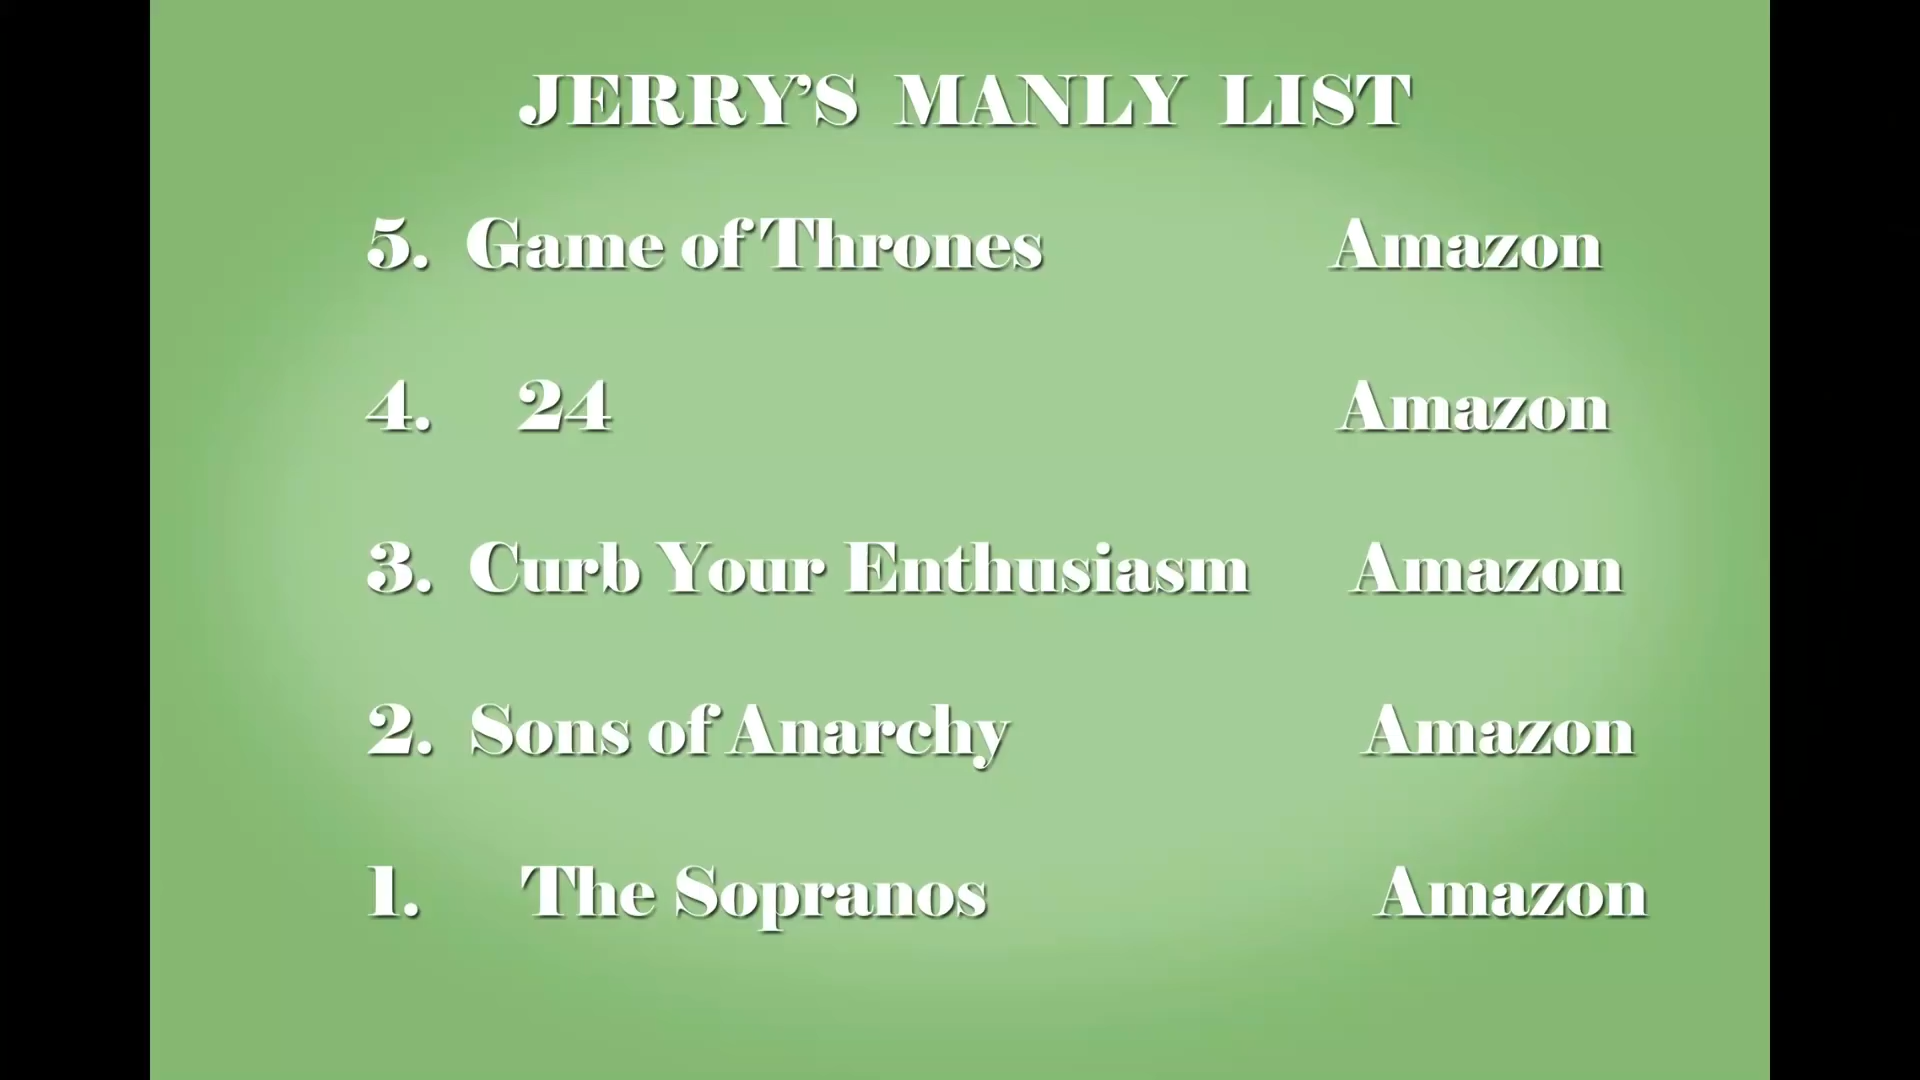 JERRY'S MANLY LIST
5. Game of Thrones Amazon
4. 24 Amazon
3. Curb Your Enthusiasm Amazon
2. Sons of Anarchy Amazon
1. The Sopranos Amazon